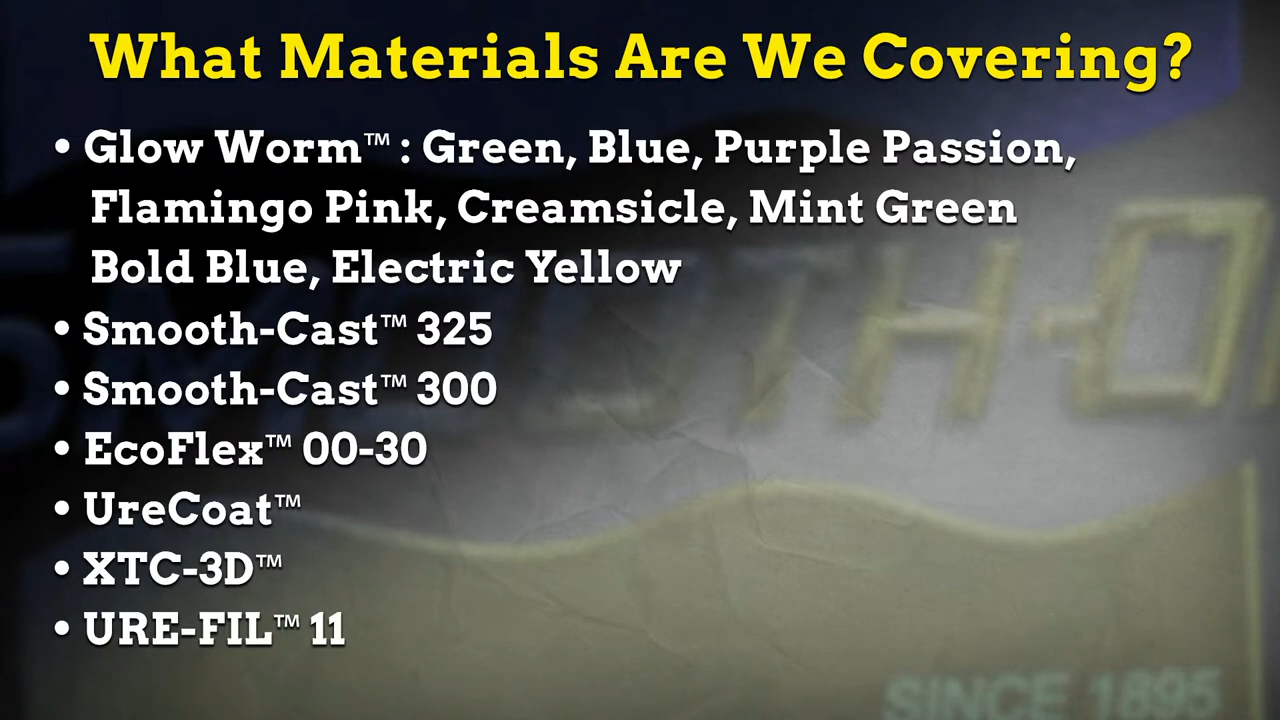 What Materials Are We Covering?
• Glow Worm™ : Green, Blue, Purple Passion,
Flamingo Pink, Creamsicle, Mint Green
Bold Blue, Electric Yellow
• Smooth-Cast™ 325
• Smooth-Cast™ 300
• EcoFlex™ 00-30
• UreCoat™
• XTC-3D™
• URE-FIL™ 11
SINCE 1895